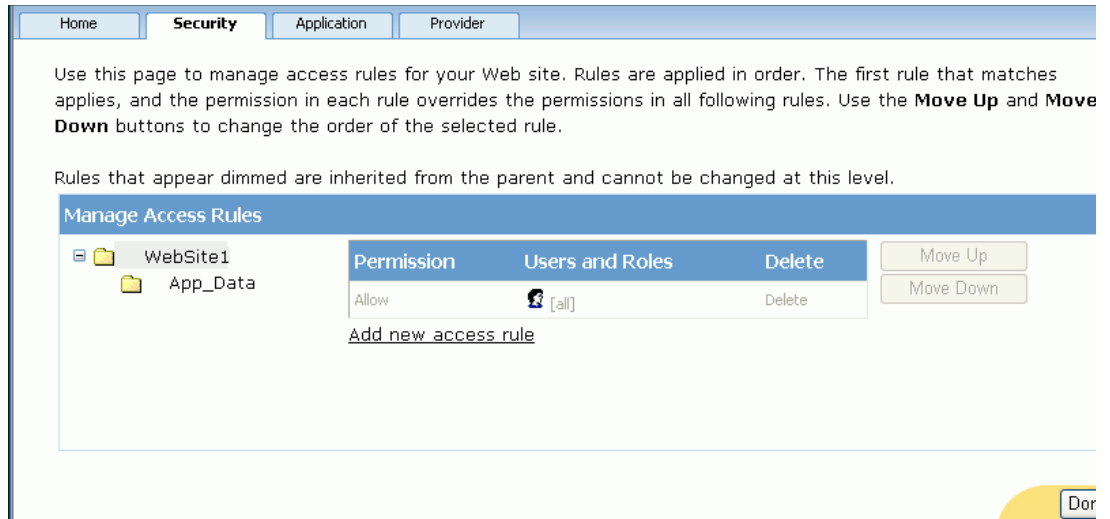 Home Security Application Provider
Use this page to manage access rules for your Web site. Rules are applied in order. The first rule that matches
applies, and the permission in each rule overrides the permissions in all following rules. Use the Move Up and Move
Down buttons to change the order of the selected rule.
Rules that appear dimmed are inherited from the parent and cannot be changed at this level.
Manage Access Rules
WebSite1
App_Data
Permission Users and Roles Delete
Allow [all] Delete
Add new access rule
Move Up
Move Down